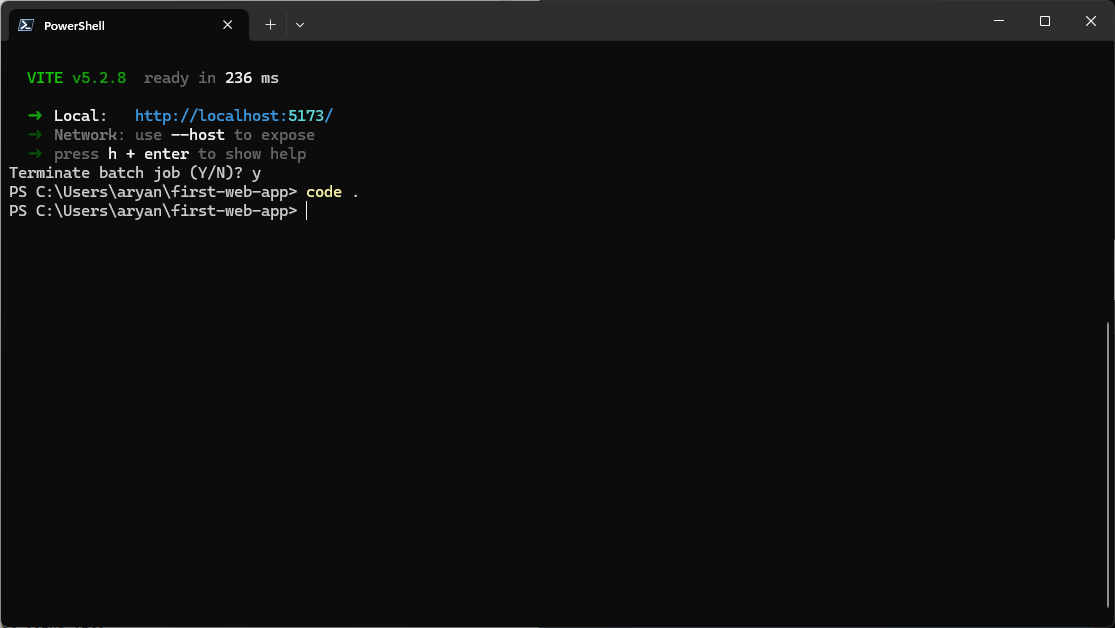 PowerShell
VITE v5.2.8  ready in 236 ms
➜ Local:   http://localhost:5173/
➜ Network: use --host to expose
➜ press h + enter to show help
Terminate batch job (Y/N)? y
PS C:\Users\aryan\first-web-app> code .
PS C:\Users\aryan\first-web-app>